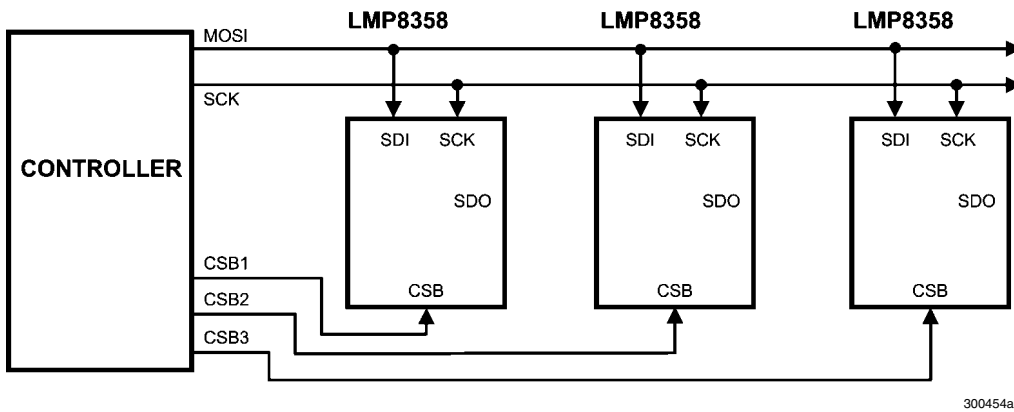 LMP8358 LMP8358 LMP8358
MOSI
SCK
SDI SCK SDI SCK SDI SCK
CONTROLLER
SDO SDO SDO
CSB1
CSB2
CSB3
CSB CSB CSB
300454a